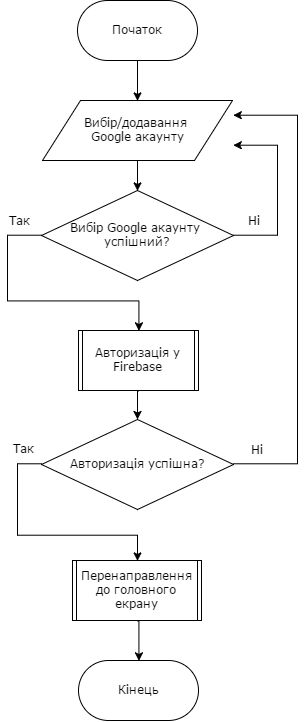 Початок
Вибір/додавання
Google акаунту
Вибір Google акаунту
успішний?
Так
Ні
Авторизація у
Firebase
Так
Авторизація успішна?
Ні
Перенаправлення
до головного
екрану
Кінець